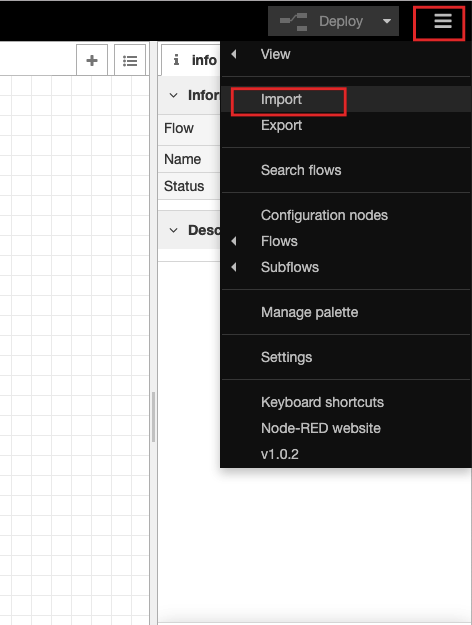 Deploy
View
i info
Infor
Import
Export
Flow
Name
Search flows
Status
Configuration nodes
Desc
Flows
Subflows
Manage palette
Settings
Keyboard shortcuts
Node-RED website
v1.0.2